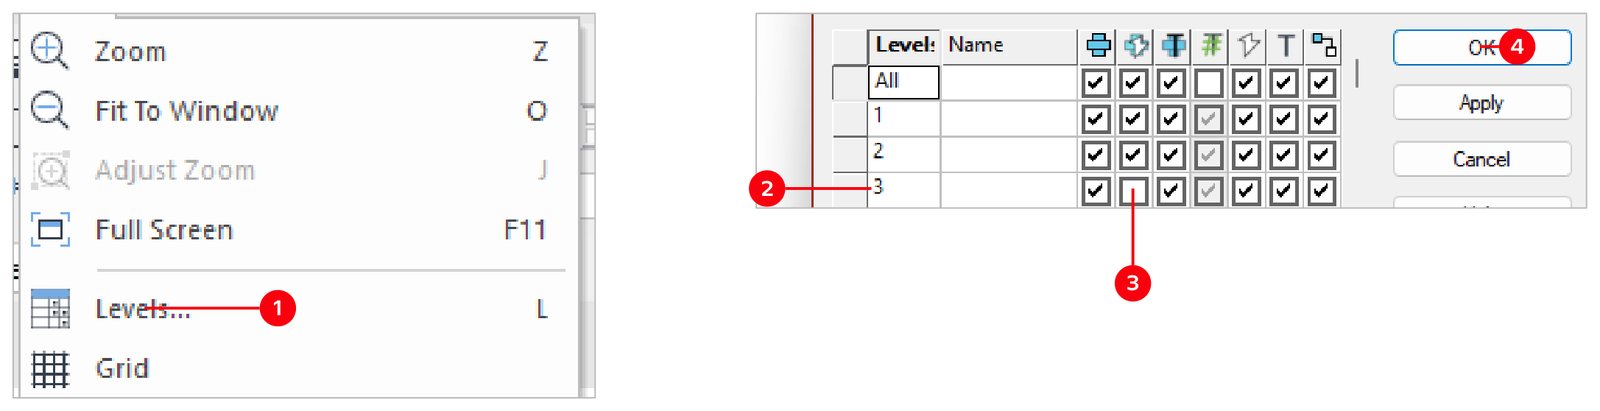 Zoom Z
Fit To Window O
Adjust Zoom J
Full Screen F11
Levels... L
1
Grid
Levels Name T
All
1
2
3
2
3
OK
4
Apply
Cancel